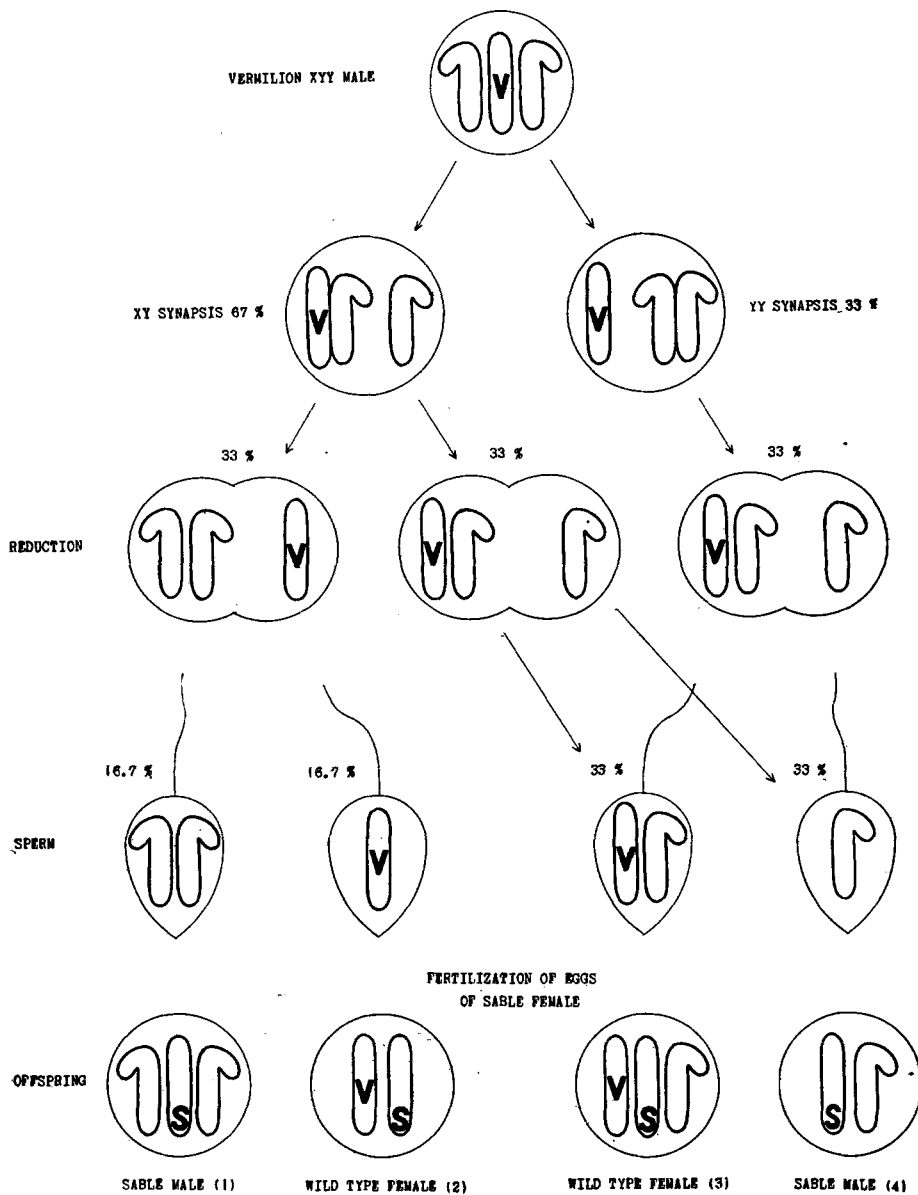 VERMILION XYY MALE
V
XY SYNAPSIS 67 %
V
V
YY SYNAPSIS 33 %
33 %
33 %
33 %
REDUCTION
V
V
V
16.7 %
16.7 %
33 %
33 %
SPERM
V
V
FERTILIZATION OF EGGS
OF SABLE FEMALE
OFFSPRING
S
V S
V S
S
SABLE MALE (1)
WILD TYPE FEMALE (2)
WILD TYPE FEMALE (3)
SABLE MALE (4)